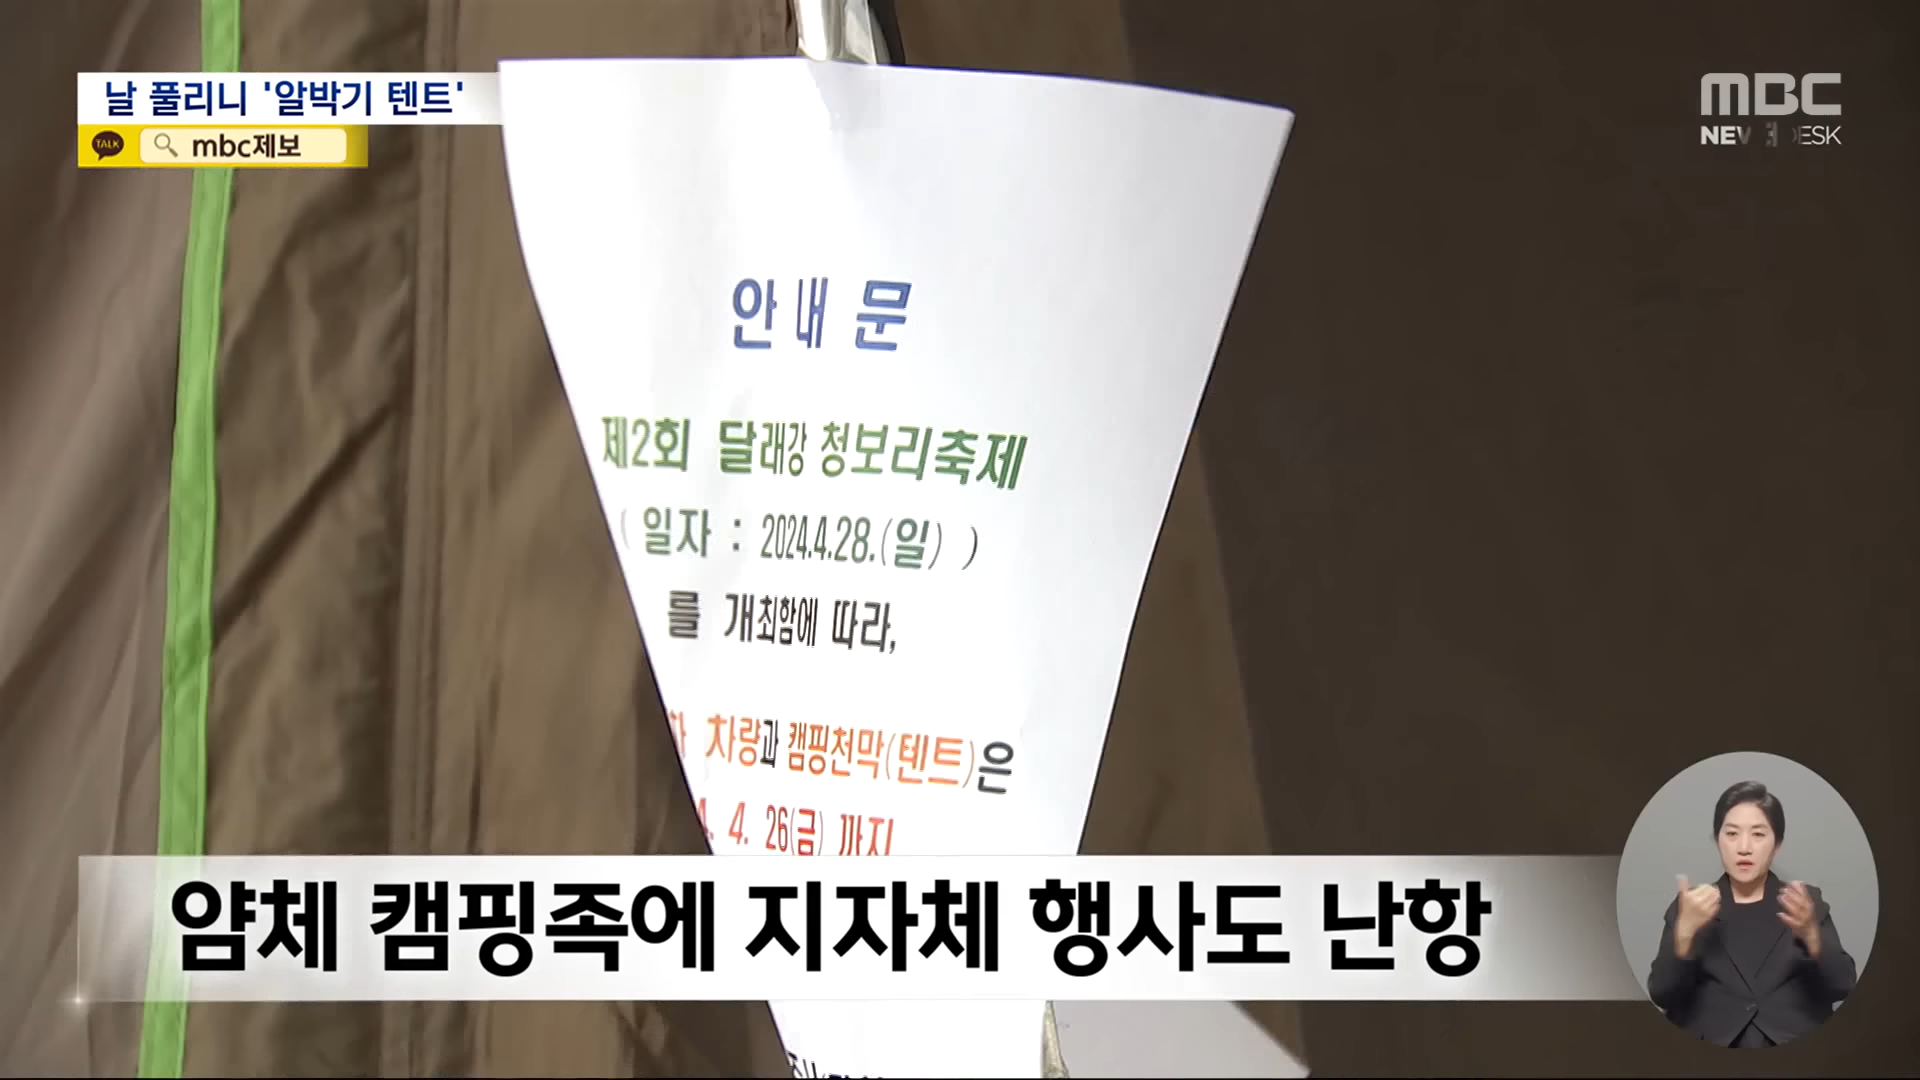 날 풀리니 '알박기 텐트'
TALK mbc제보
MBC
안 내 문
제2회 달래강 청보리축제
( 일자 : 2024.4.28.(일) )
를 개최함에 따라,
차량과 캠핑천막(텐트)은
4. 26(금) 까지
얌체 캠핑족에 지자체 행사도 난항